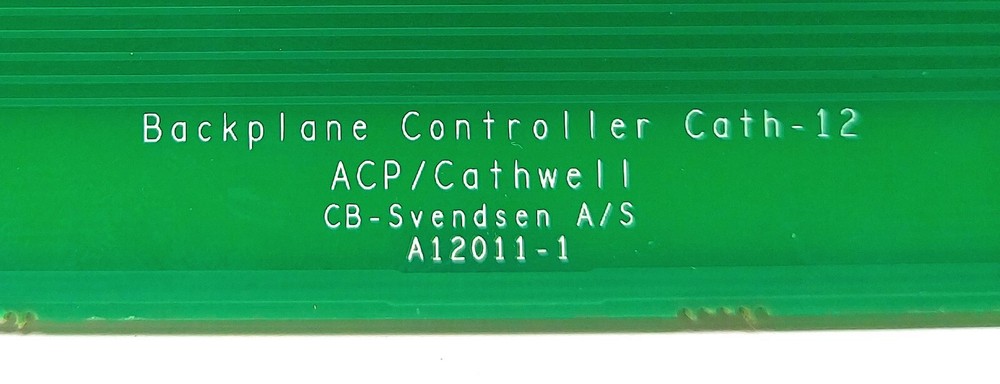 Backplane Controller Cath-12
ACP/Cathwell
CB-Svendsen A/S
A12011-1